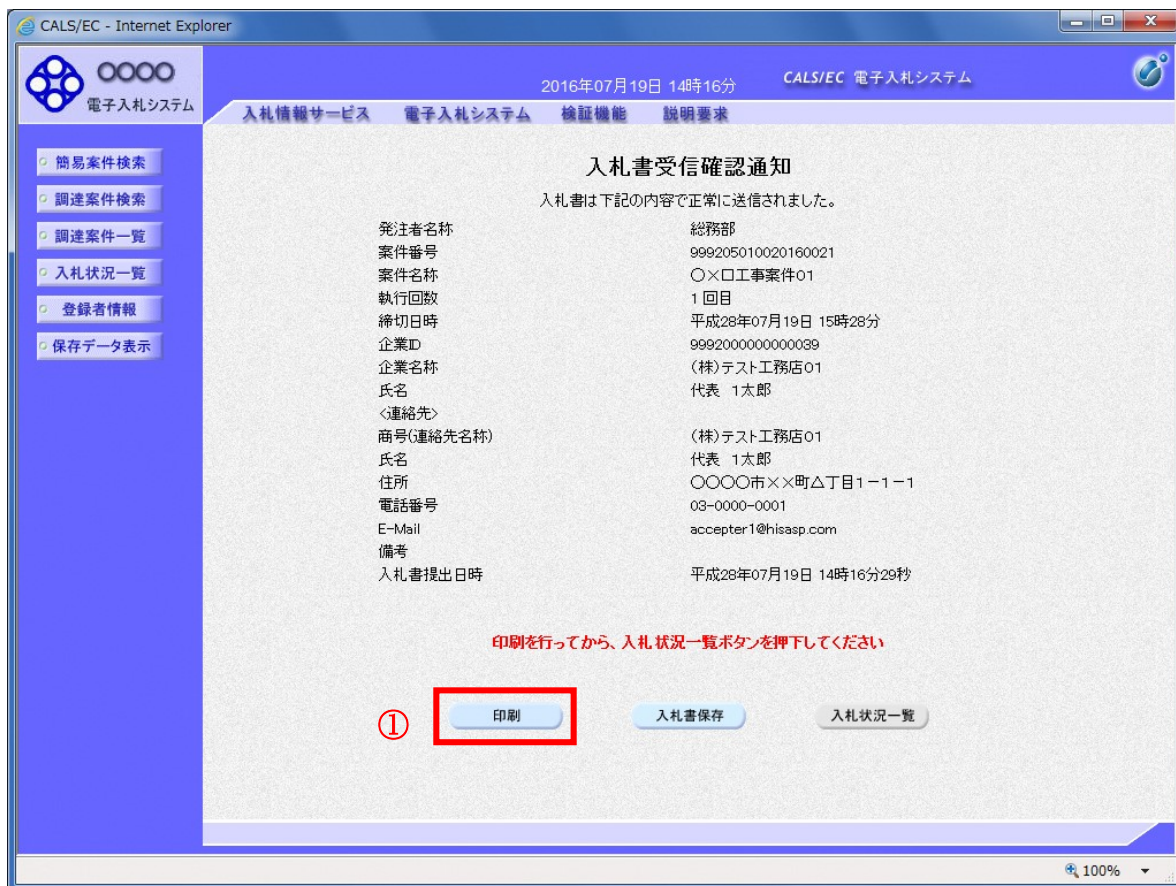 CALS/EC - Internet Explorer
○○○○
電子入札システム
2016年07月19日 14時16分
CALS/EC 電子入札システム
入札情報サービス 電子入札システム 検証機能 説明要求
簡易案件検索
調達案件検索
調達案件一覧
入札状況一覧
登録者情報
保存データ表示
入札書受信確認通知
入札書は下記の内容で正常に送信されました。
発注者名称 総務部
案件番号 999205010020160021
案件名称 ○×口工事案件01
執行回数 1 回目
締切日時 平成28年07月19日 15時28分
企業ID 9992000000000039
企業名称 (株)テスト工務店01
氏名 代表 1太郎
<連絡先>
商号(連絡先名称) (株)テスト工務店01
氏名 代表 1太郎
住所 ○○○○市××町△丁目1-1-1
電話番号 03-0000-0001
E-Mail accepter1@hisasp.com
備考
入札書提出日時 平成28年07月19日 14時16分29秒
印刷を行ってから、入札状況一覧ボタンを押下してください
① 印刷 入札書保存 入札状況一覧
100%